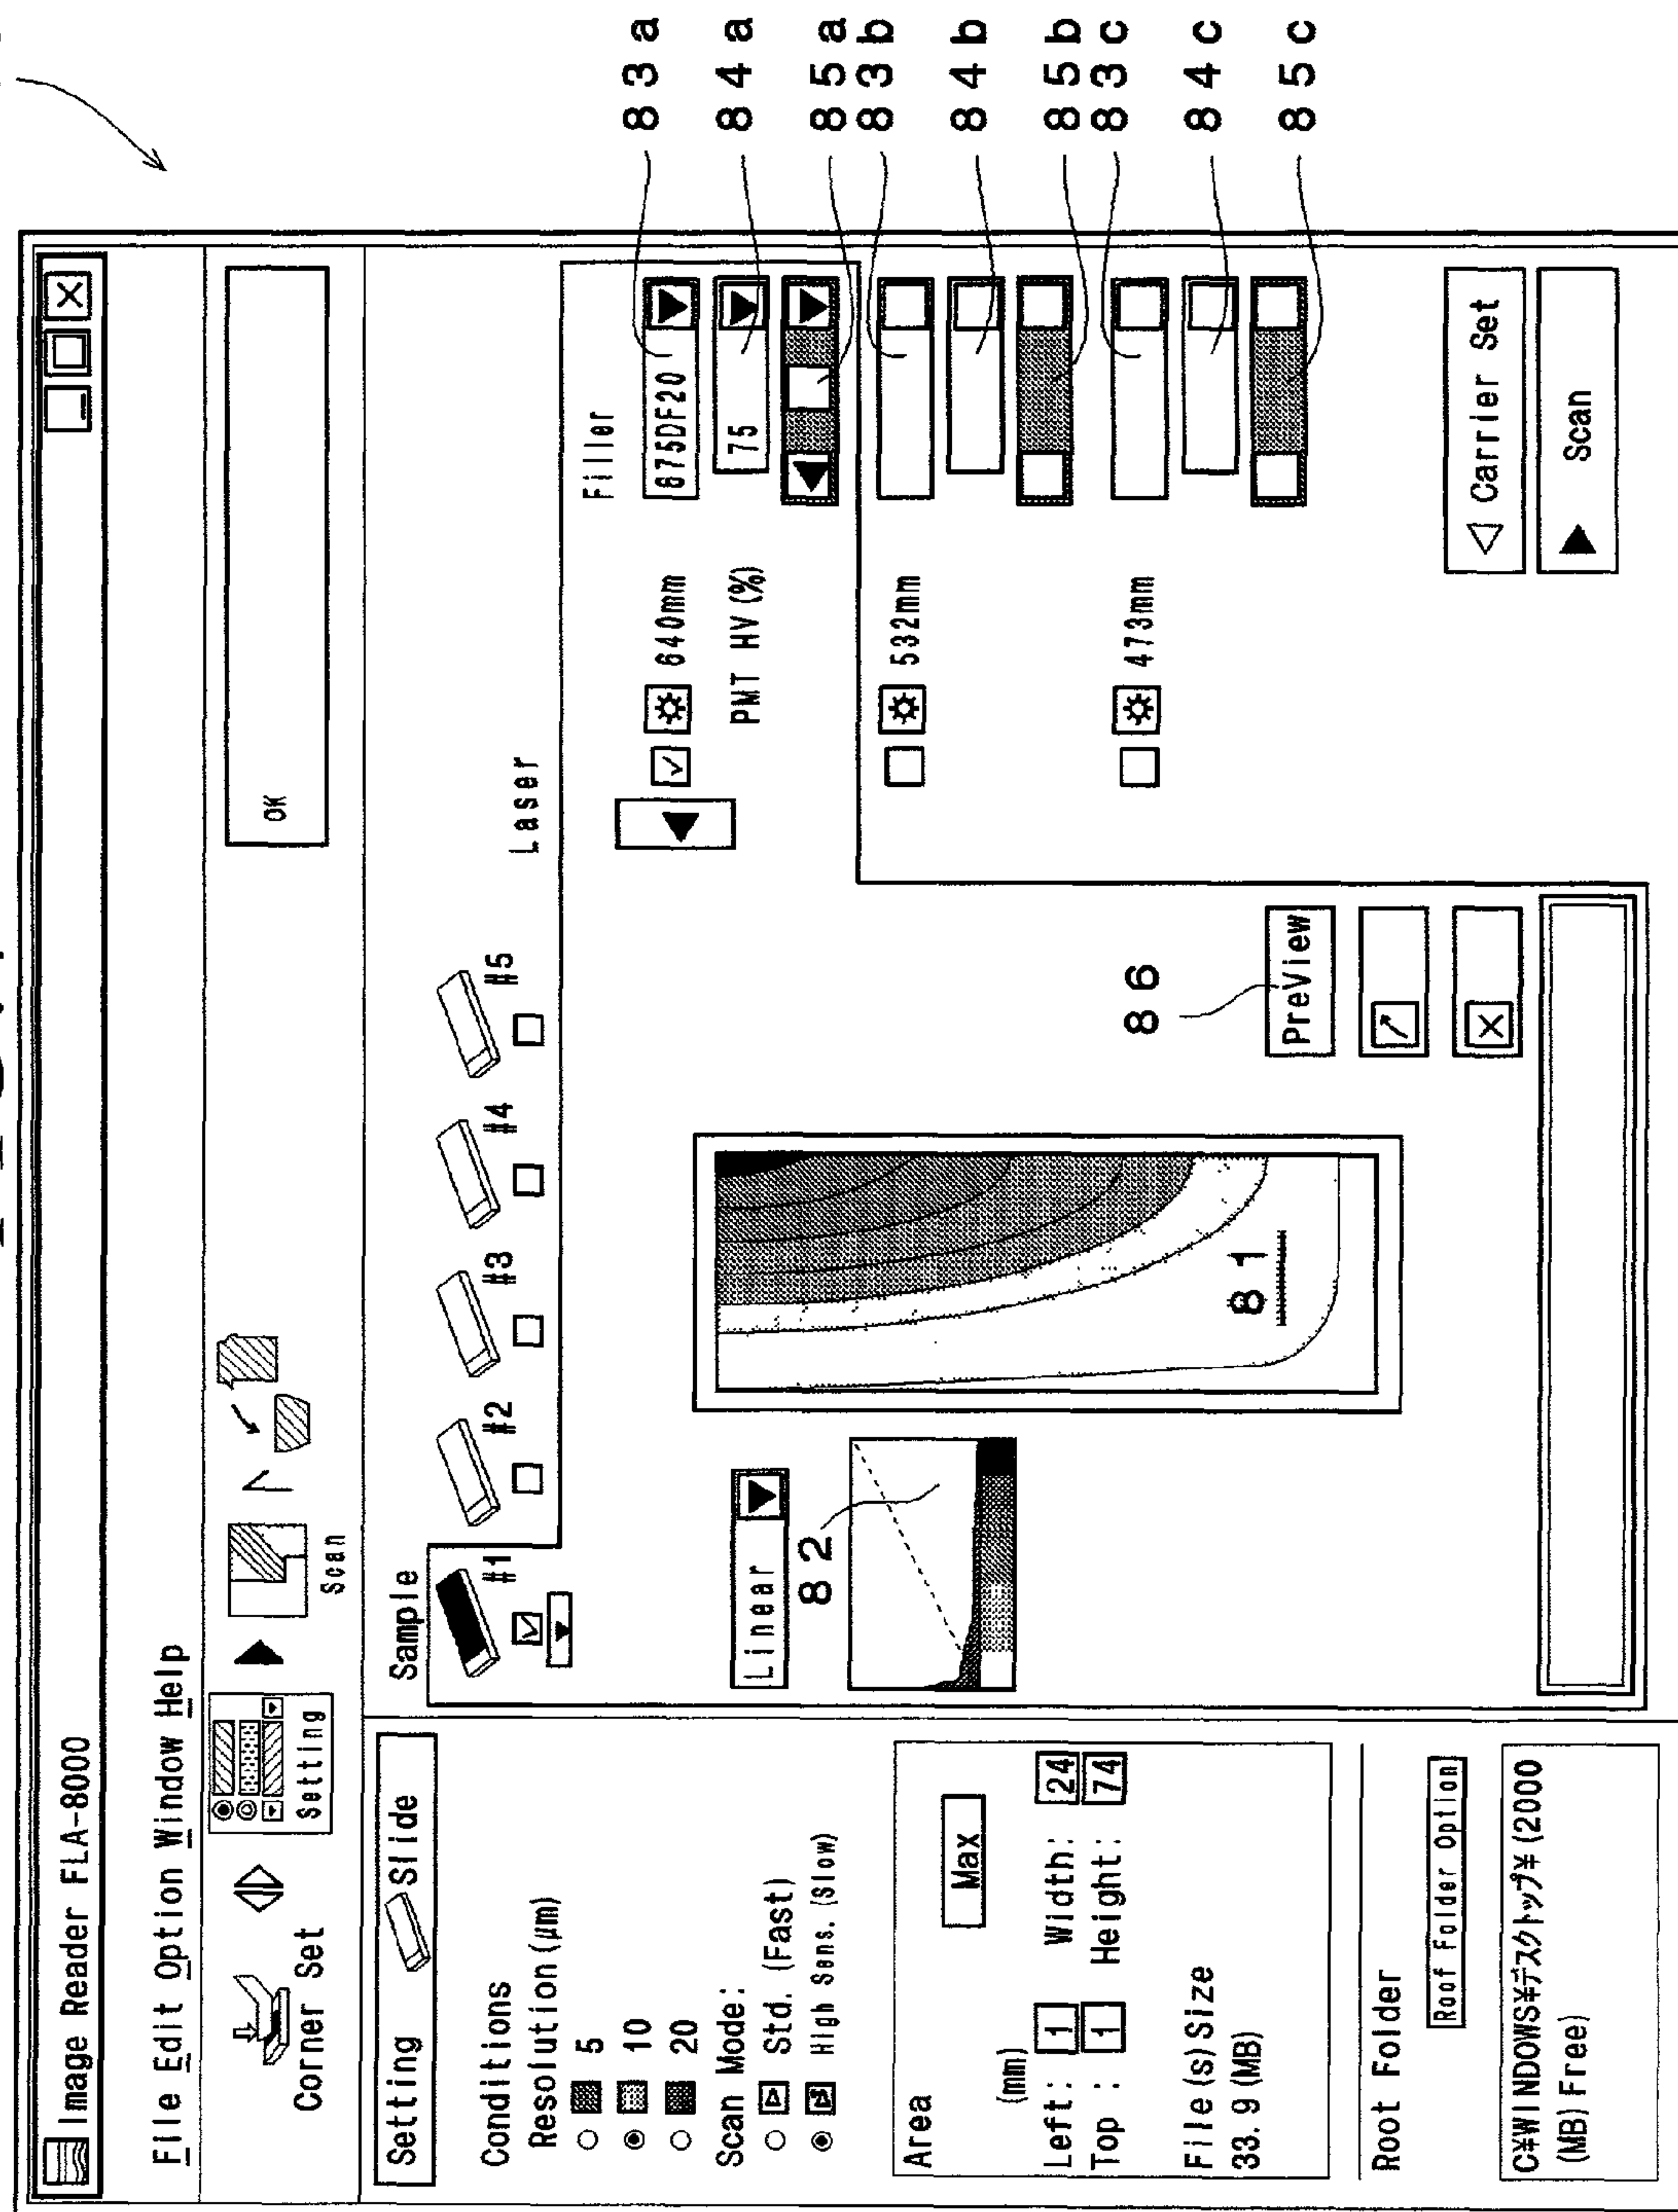 Image Reader FLA-8000
File Edit Option Window Help
Corner Set
Setting
Scan
OK
Setting Slide
Conditions
Resolution (μm)
5
10
20
Scan Mode:
Std. (Fast)
High Sens. (Slow)
Area
Max
(mm)
Left: 1 Width: 24
Top : 1 Height: 74
File(s)Size
33.9 (MB)
Root Folder
Roof Folder Option
C¥WINDOWS¥デスクトップ¥ (2000
(MB) Free)
Sample
#1
#2
#3
#4
#5
Linear
82
81
86
PreView
Laser
Filler
640mm
675DF20
PMT HV (%)
75
532mm
473mm
◁ Carrier Set
▶ Scan
83a
84a
85a
83b
84b
85b
83c
84c
85c